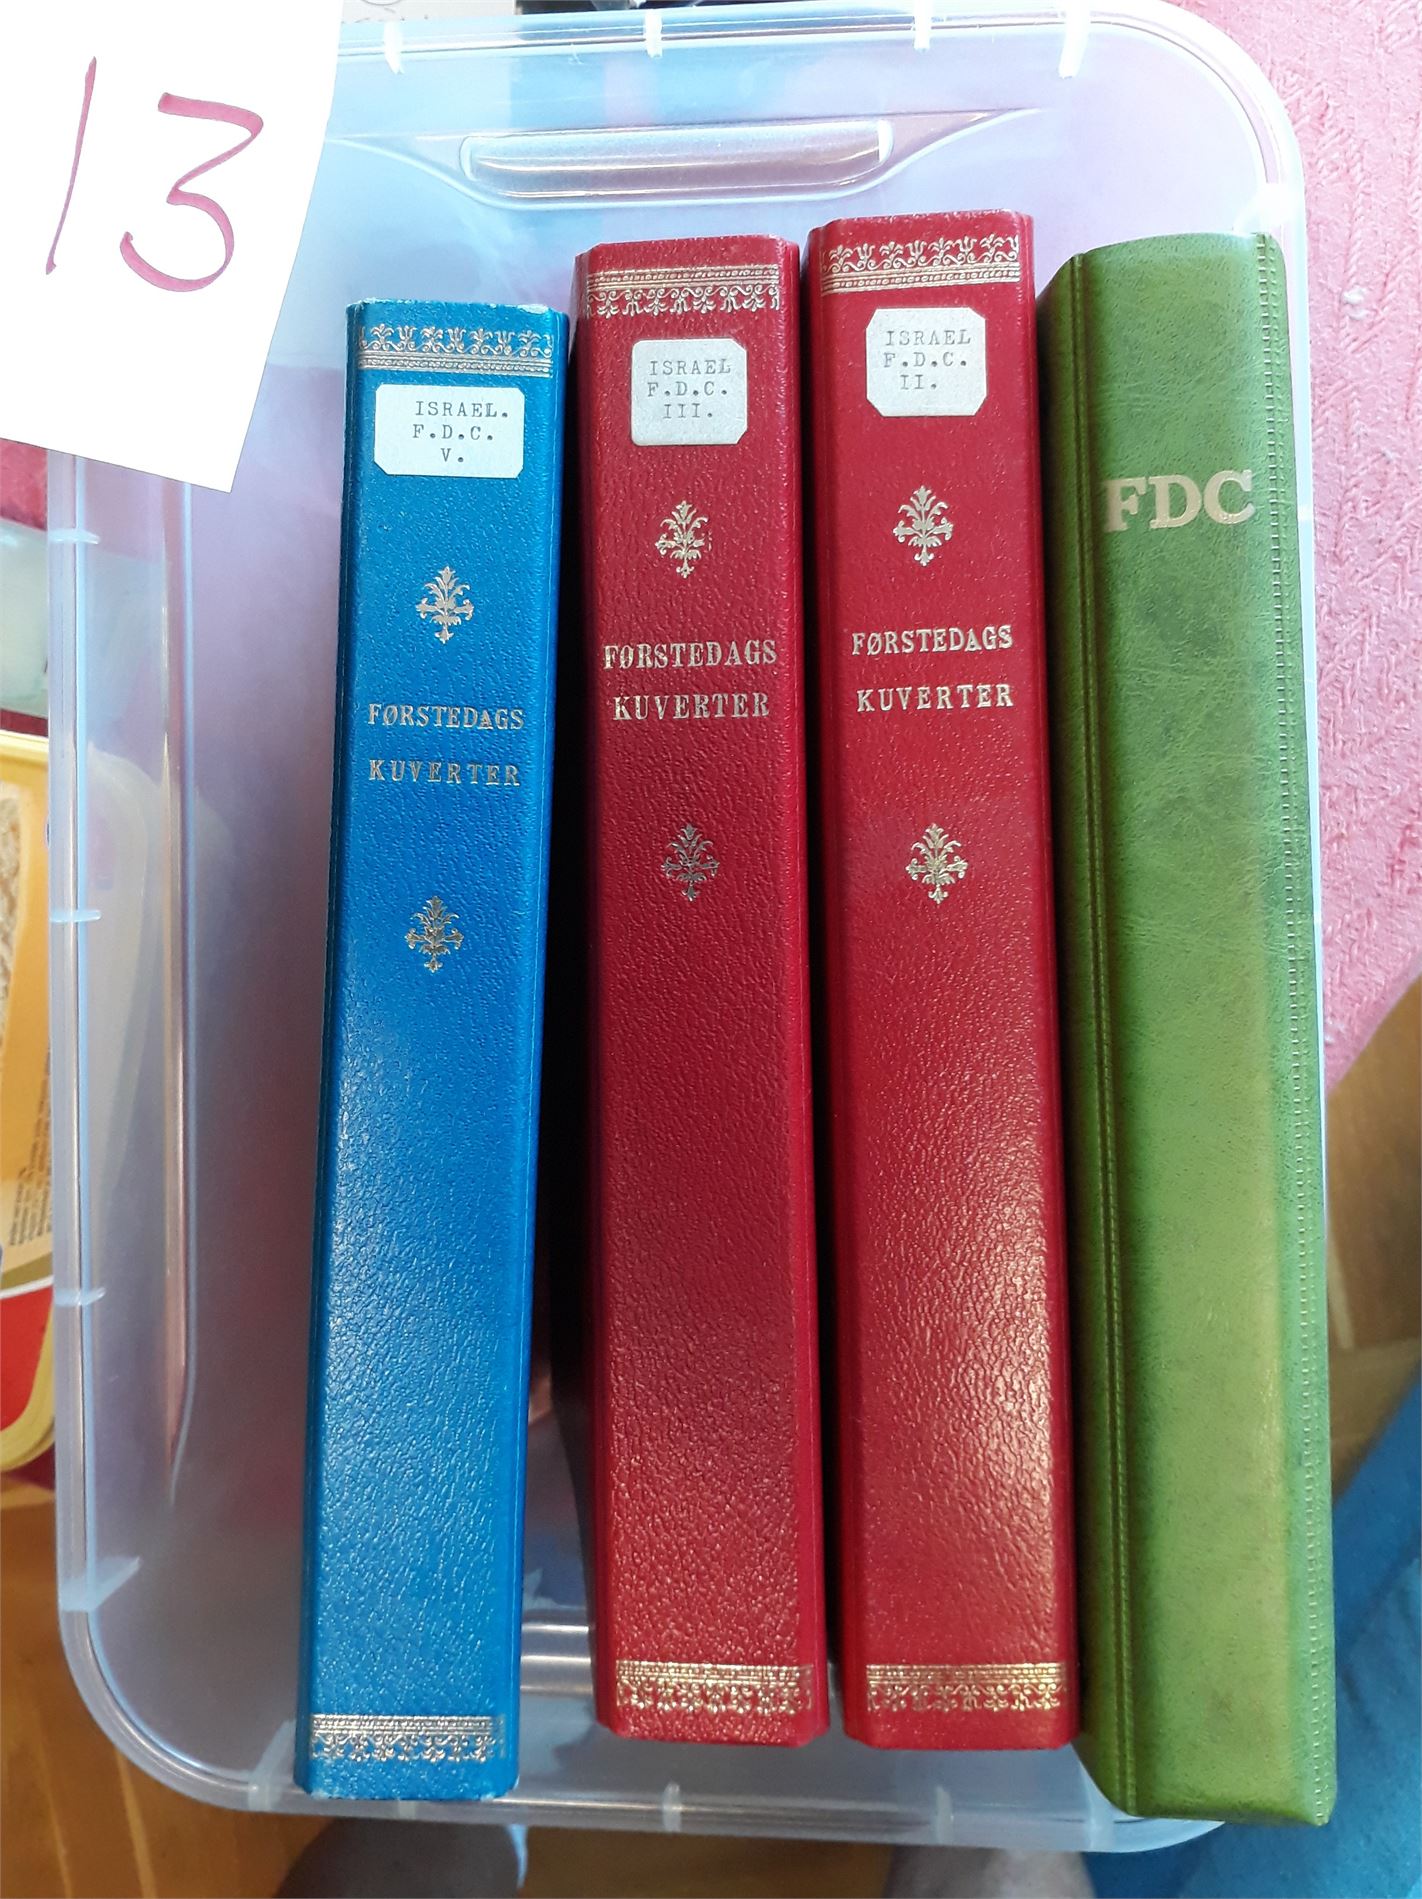 13
ISRAEL.
F.D.C.
V.
FØRSTEDAGS
KUVERTER
ISRAEL
F.D.C.
III.
FØRSTEDAGS
KUVERTER
ISRAEL
F.D.C.
II.
FØRSTEDAGS
KUVERTER
FDC